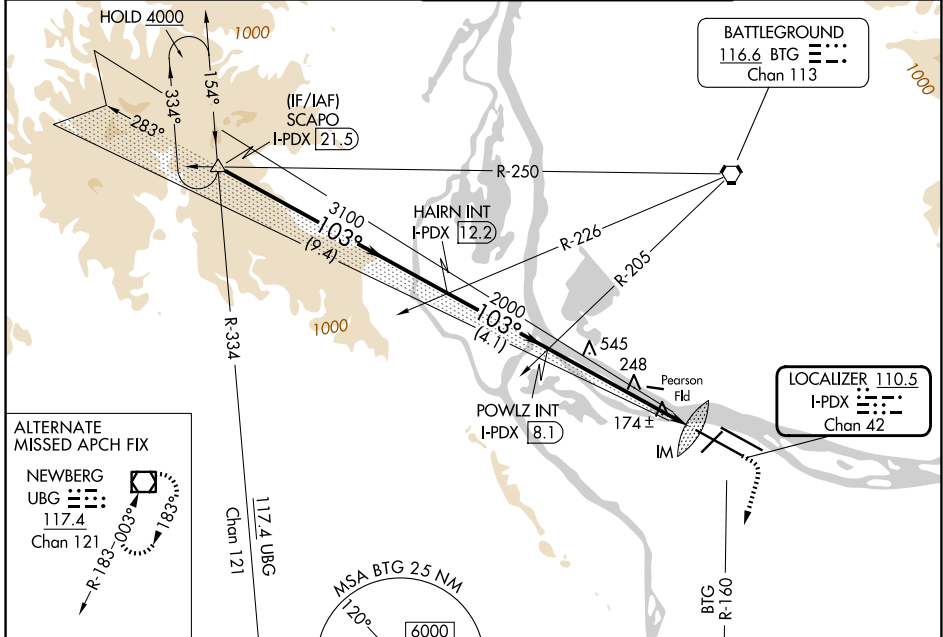 HOLD 4000
1000
BATTLEGROUND
116.6 BTG
Chan 113
1000
334°
154°
283°
(IF/IAF)
SCAPO
I-PDX 21.5
R-250
3100
103°
(9.4)
HAIRN INT
I-PDX 12.2
R-226
R-205
1000
1000
2000
103°
(4.1)
R-334
545
248
Pearson
Fld
174±
IM
POWLZ INT
I-PDX 8.1
LOCALIZER 110.5
I-PDX
Chan 42
ALTERNATE
MISSED APCH FIX
NEWBERG
UBG
117.4
Chan 121
R-183
003°
183°
117.4 UBG
Chan 121
MSA BTG 25 NM
120°
6000
BTG
R-160